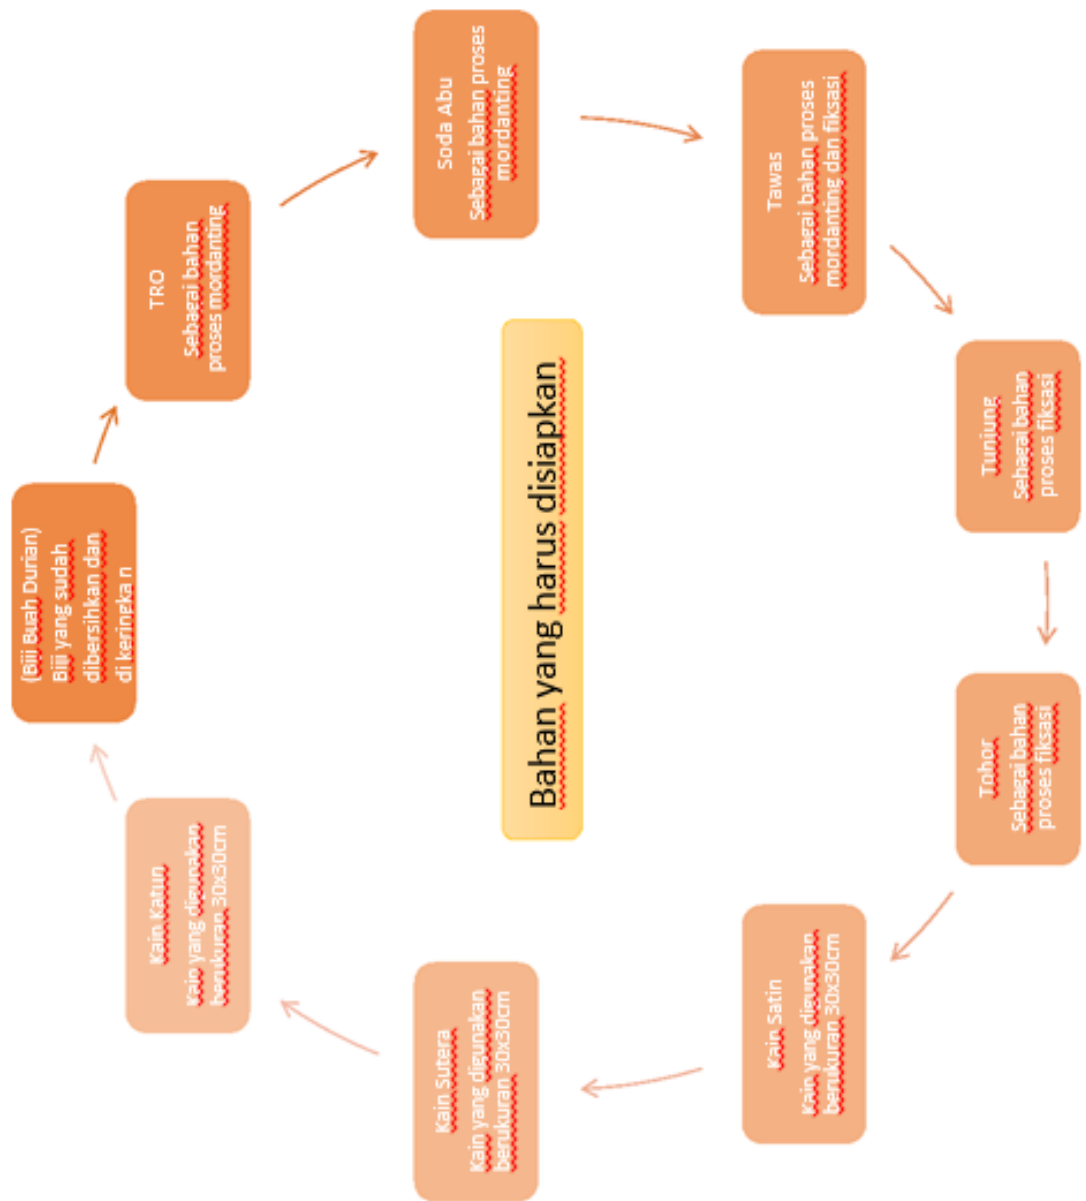 (Biji Buah Durian)
Biji yang sudah
dibersihkan dan
di keringka n
TRO
Sebagai bahan
proses mordanting
Soda Abu
Sebagai bahan proses
mordanting
Tawas
Sebagai bahan proses
mordanting dan fiksasi
Tunjung
Sebagai bahan
proses fiksasi
Tohor
Sebagai bahan
proses fiksasi
Kain Satin
Kain yang digunakan
berukuran 30x30cm
Kain Sutera
Kain yang digunakan
berukuran 30x30cm
Kain Katun
Kain yang digunakan
berukuran 30x30cm
Bahan yang harus disiapkan